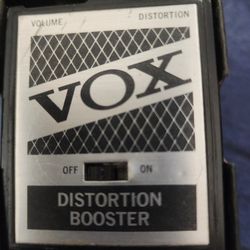 VOLUME DISTORTION
VOX
OFF ON
DISTORTION
BOOSTER